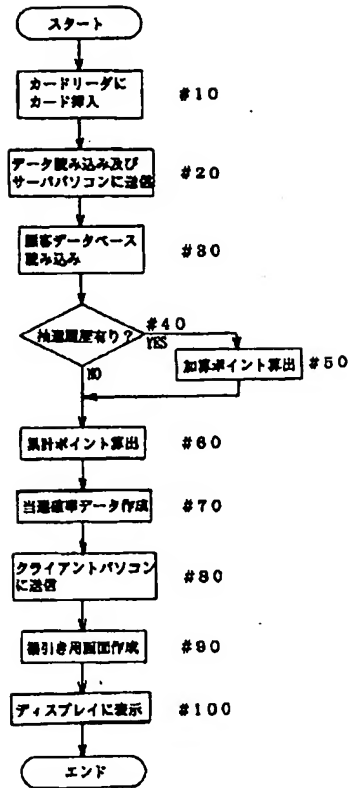 スタート
カードリーダに
カード挿入
#10
データ読み込み及び
サーバパソコンに送信
#20
顧客データベース
読み込み
#30
抽選履歴有り?
#40
YES
NO
加算ポイント算出
#50
累計ポイント算出
#60
当選確率データ作成
#70
クライアントパソコン
に送信
#80
籤引き用画面作成
#90
ディスプレイに表示
#100
エンド